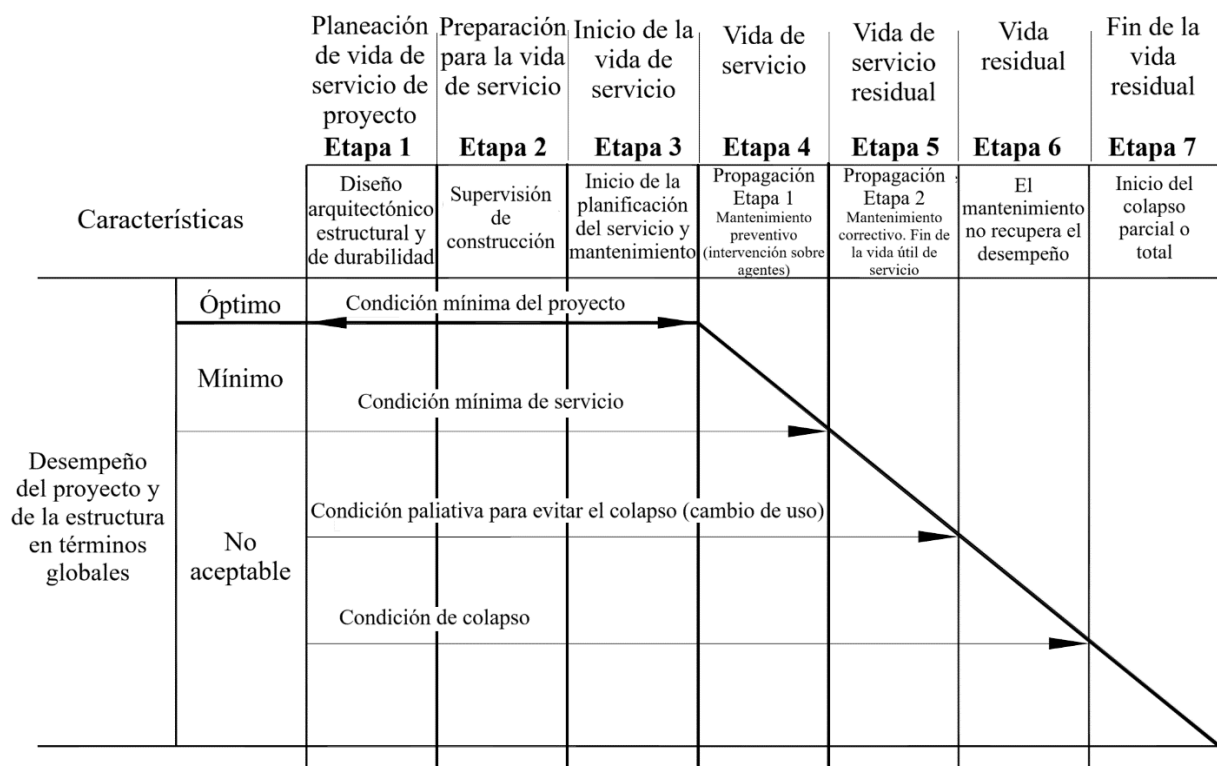 Planeación
de vida de
servicio de
proyecto
Etapa 1
Preparación
para la vida
de servicio
Etapa 2
Inicio de la
vida de
servicio
Etapa 3
Vida de
servicio
Etapa 4
Vida de
servicio
residual
Etapa 5
Vida
residual
Etapa 6
Fin de la
vida
residual
Etapa 7
Características
Diseño
arquitectónico
estructural y
de durabilidad
Supervisión
de
construcción
Inicio de la
planificación
del servicio y
mantenimiento
Propagación
Etapa 1
Mantenimiento
preventivo
(intervención sobre
agentes)
Propagación
Etapa 2
Mantenimiento
correctivo. Fin de
la vida útil de
servicio
El
mantenimiento
no recupera el
desempeño
Inicio del
colapso
parcial o
total
Desempeño
del proyecto y
de la estructura
en términos
globales
Óptimo
Condición mínima del proyecto
Mínimo
Condición mínima de servicio
No
aceptable
Condición paliativa para evitar el colapso (cambio de uso)
Condición de colapso